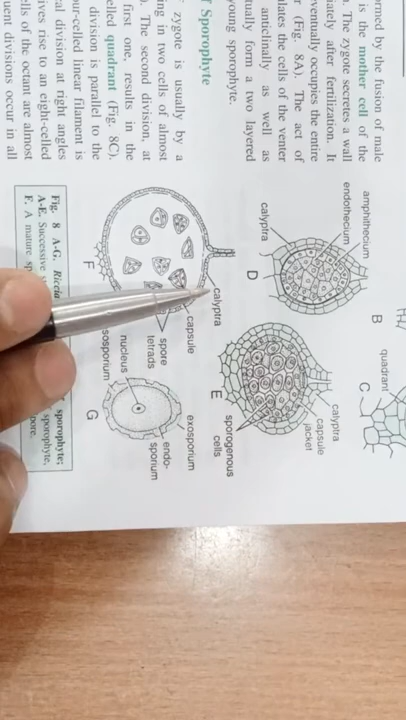 ormed by the fusion of male
is the mother cell of the
. The zygote secretes a wall
iately after fertilization. It
eventually occupies the entire
r (Fig. 8A). The act of
ulates the cells of the venter
anticlinally as well as
tually form a two layered
young sporophyte.
f Sporophyte
zygote is usually by a
ing in two cells of almost
). The second division, at
first one, results in the
elled quadrant (Fig. 8C).
division is parallel to the
our-celled linear filament is
al division at right angles
ives rise to an eight-celled
ells of the octant are almost
uent divisions occur in all
B
quadrant
C
amphithecium
endothecium
calyptra
D
calyptra
capsule
jacket
E
sporogenous
cells
calyptra
capsule
spore
tetrads
F
exosporium
endo-
sporium
nucleus
sosporium
G
Fig. 8 A-G. Riccia
sporophyte;
A-E. Successive
sporophyte,
F. A mature sp
pore.